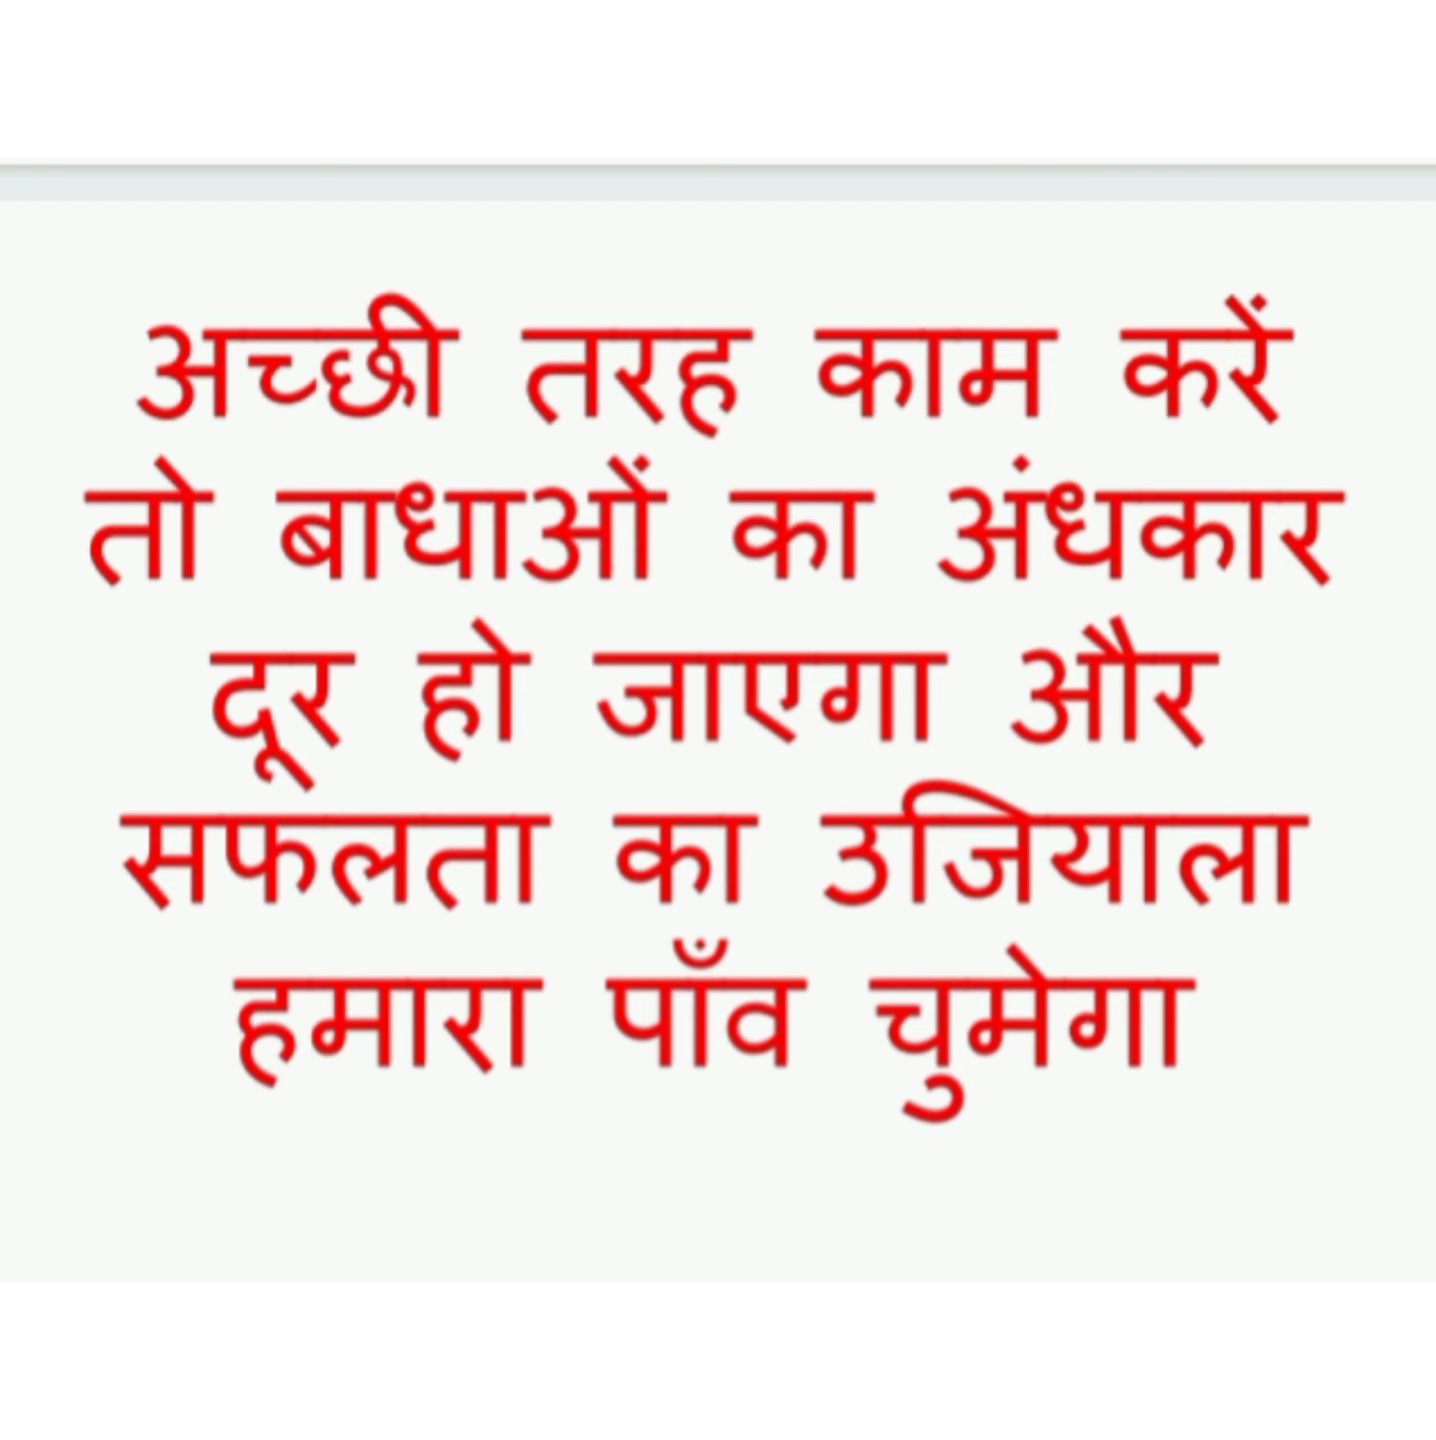 अच्छी तरह काम करें
तो बाधाओं का अंधकार
दूर हो जाएगा और
सफलता का उजियाला
हमारा पाँव चुमेगा